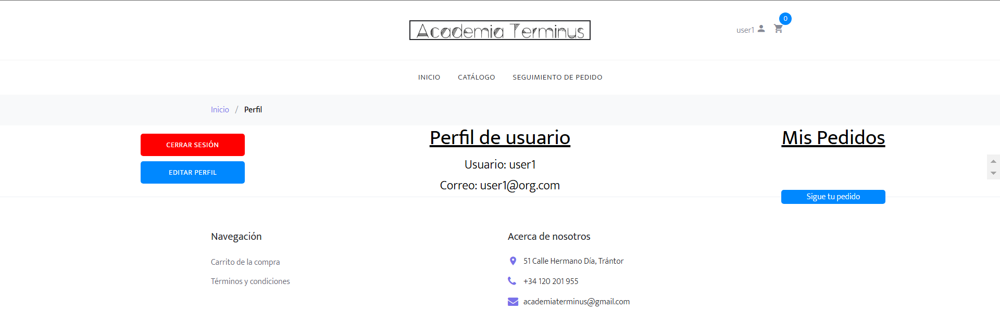 Academia Terminus
user1
0
INICIO CATÁLOGO SEGUIMIENTO DE PEDIDO
Inicio / Perfil
CERRAR SESIÓN
EDITAR PERFIL
Perfil de usuario
Usuario: user1
Correo: user1@org.com
Mis Pedidos
Sigue tu pedido
Navegación
Carrito de la compra
Términos y condiciones
Acerca de nosotros
51 Calle Hermano Día, Trántor
+34 120 201 955
academiaterminus@gmail.com